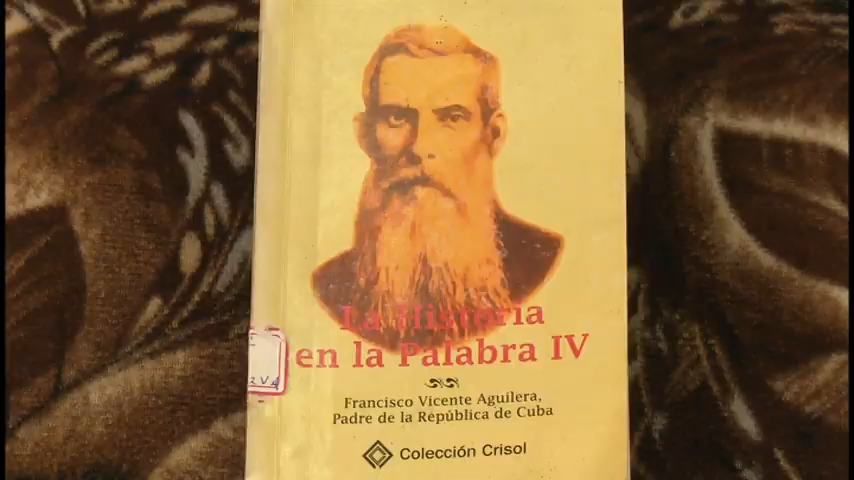 La Historia
en la Palabra IV
Francisco Vicente Aguilera,
Padre de la República de Cuba
Colección Crisol